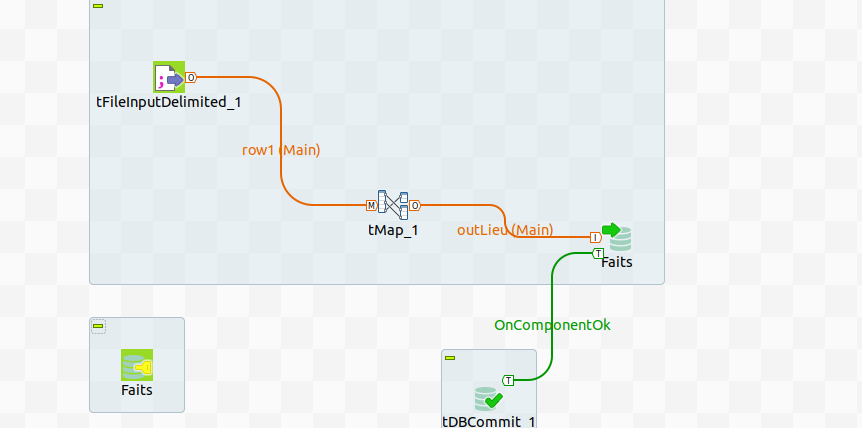 O
tFileInputDelimited_1
row1 (Main)
M
O
tMap_1
outLieu (Main)
I
T
Faits
OnComponentOk
Faits
T
tDBCommit_1